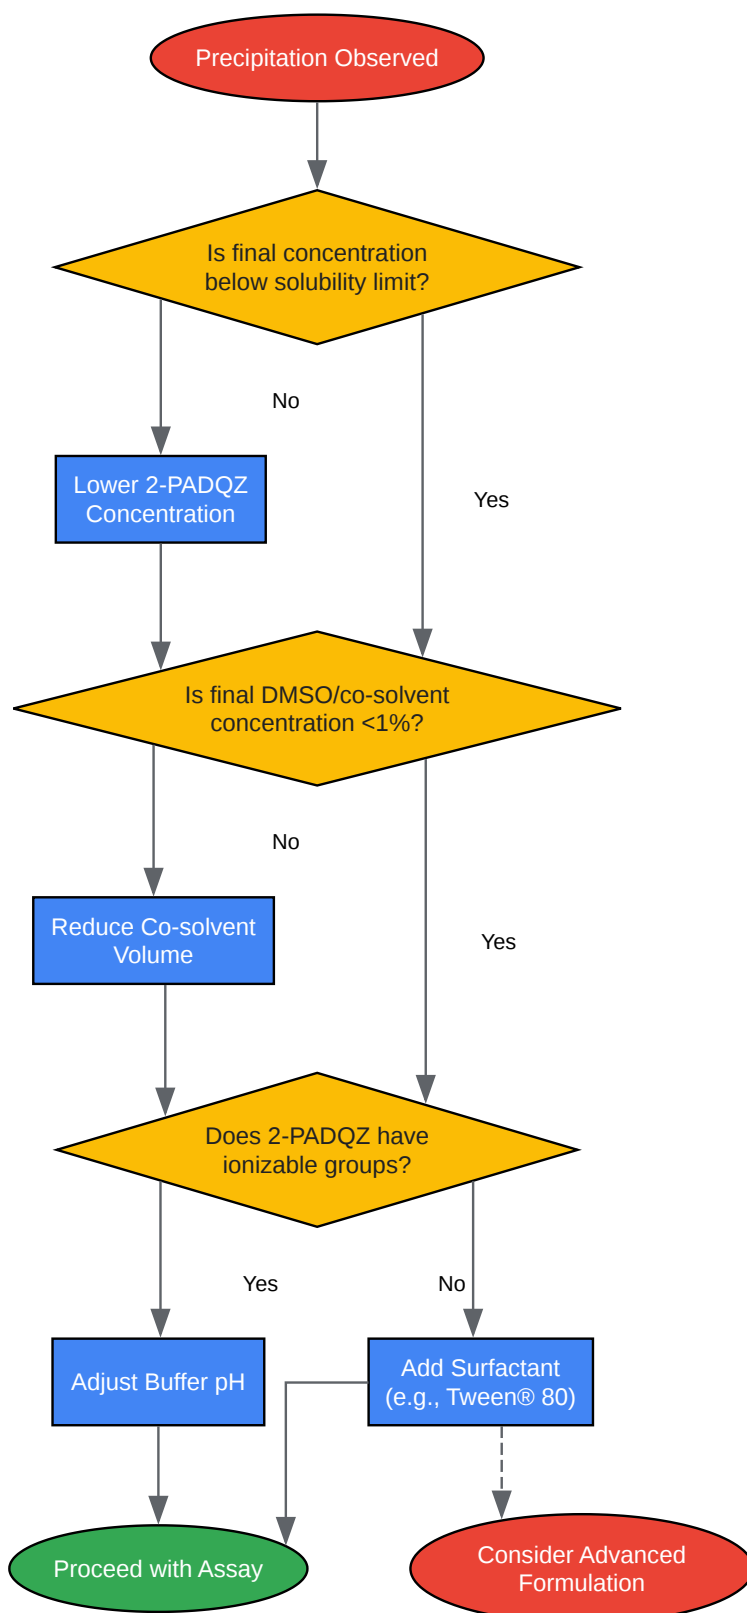 Precipitation Observed
Is final concentration
below solubility limit?
No
Lower 2-PADQZ
Concentration
Yes
Is final DMSO/co-solvent
concentration <1%?
No
Reduce Co-solvent
Volume
Yes
Does 2-PADQZ have
ionizable groups?
Yes
No
Adjust Buffer pH
Add Surfactant
(e.g., Tween® 80)
Proceed with Assay
Consider Advanced
Formulation